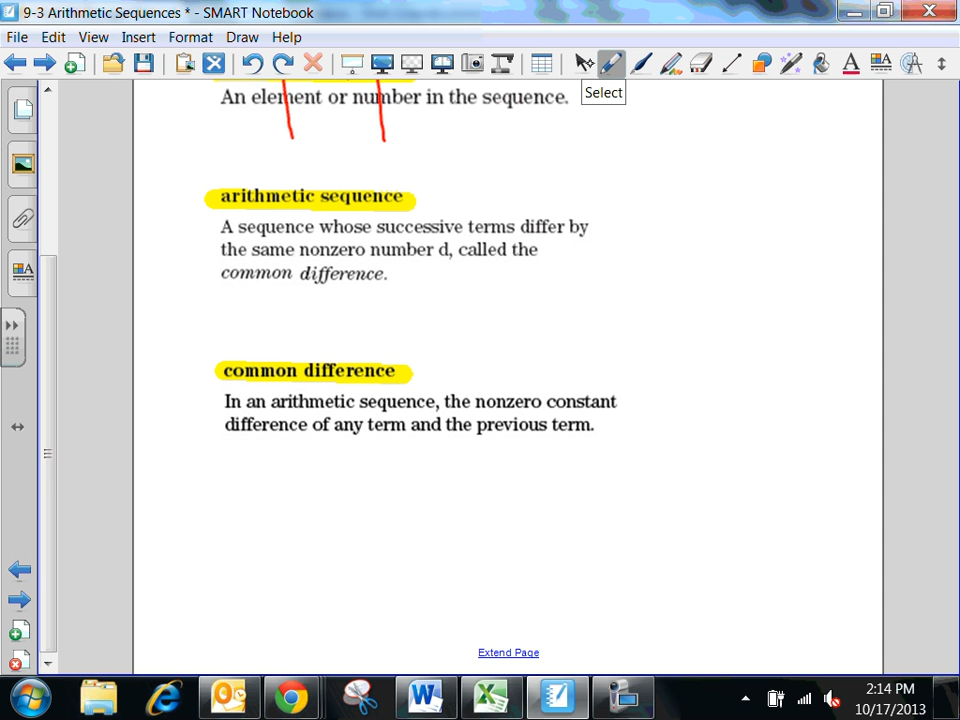 9-3 Arithmetic Sequences * - SMART Notebook
File Edit View Insert Format Draw Help
Select
An element or number in the sequence.
arithmetic sequence
A sequence whose successive terms differ by
the same nonzero number d, called the
common difference.
common difference
In an arithmetic sequence, the nonzero constant
difference of any term and the previous term.
Extend Page
2:14 PM
10/17/2013